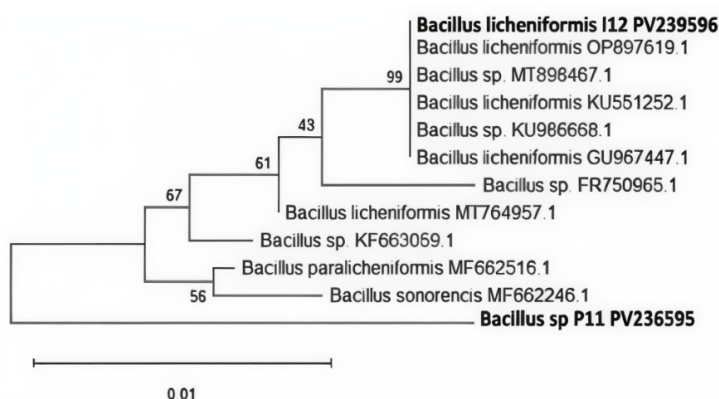 Bacillus licheniformis I12 PV239596
Bacillus licheniformis OP897619.1
99
Bacillus sp. MT898467.1
Bacillus licheniformis KU551252.1
43
Bacillus sp. KU986668.1
Bacillus licheniformis GU967447.1
61
Bacillus sp. FR750965.1
67
Bacillus licheniformis MT764957.1
Bacillus sp. KF663069.1
Bacillus paralicheniformis MF662516.1
56
Bacillus sonorencis MF662246.1
Bacillus sp P11 PV236595
0.01